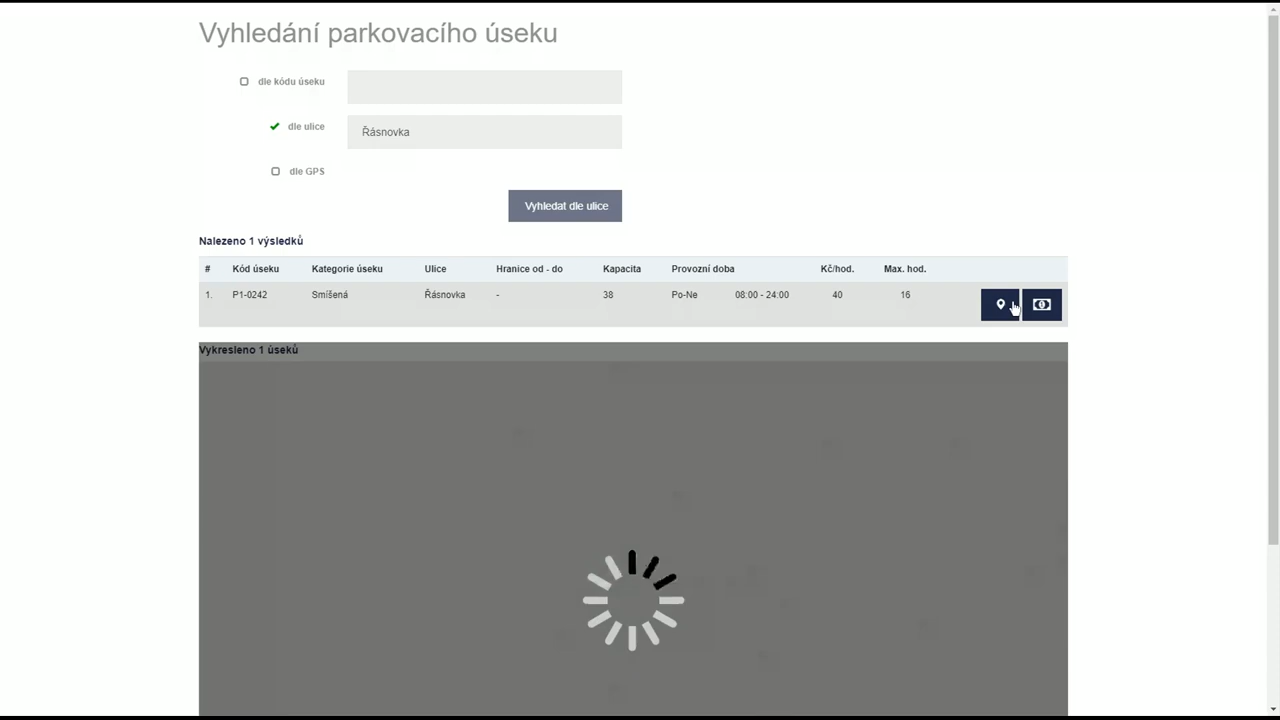 Vyhledání parkovacího úseku
dle kódu úseku
dle ulice Řásnovka
dle GPS
Vyhledat dle ulice
Nalezeno 1 výsledků
# Kód úseku Kategorie úseku Ulice Hranice od - do Kapacita Provozní doba Kč/hod. Max. hod.
1. P1-0242 Smíšená Řásnovka - 38 Po-Ne 08:00 - 24:00 40 16
Vykresleno 1 úseků